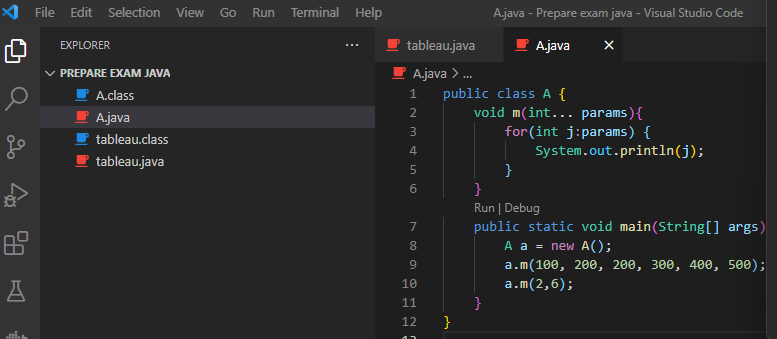 File Edit Selection View Go Run Terminal Help A.java - Prepare exam java - Visual Studio Code
EXPLORER ...
PREPARE EXAM JAVA
A.class
A.java
tableau.class
tableau.java
tableau.java A.java
A.java > ...
1 public class A {
2 void m(int... params){
3 for(int j:params) {
4 System.out.println(j);
5 }
6 }
Run | Debug
7 public static void main(String[] args)
8 A a = new A();
9 a.m(100, 200, 200, 300, 400, 500);
10 a.m(2,6);
11 }
12 }
13